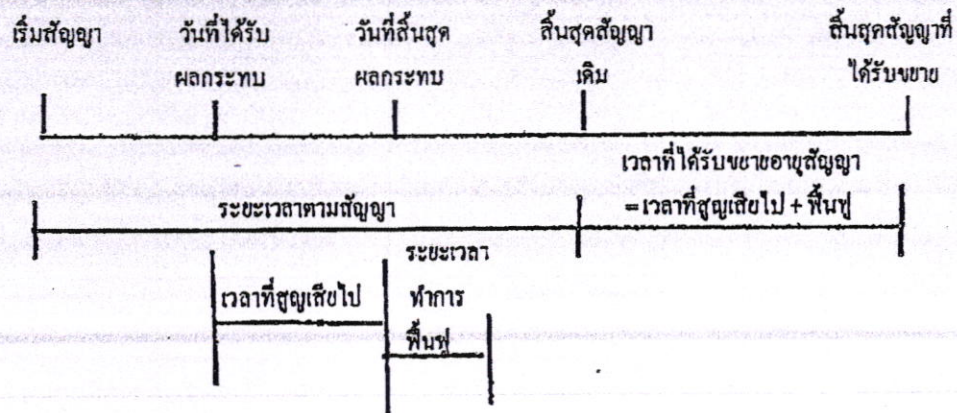 เริ่มสัญญา วันที่ได้รับ วันที่สิ้นสุด สิ้นสุดสัญญา สิ้นสุดสัญญาที่
ผลกระทบ ผลกระทบ เดิม ได้รับขยาย
เวลาที่ได้รับขยายอายุสัญญา
ระยะเวลาตามสัญญา =เวลาที่สูญเสียไป + ฟื้นฟู
ระยะเวลา
เวลาที่สูญเสียไป ทำการ
ฟื้นฟู